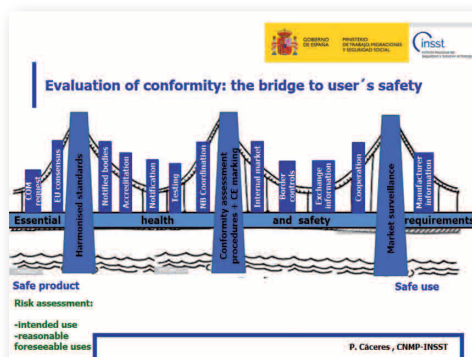 GOBIERNO
DE ESPAÑA
MINISTERIO
DE TRABAJO, MIGRACIONES
Y SEGURIDAD SOCIAL
insst
Evaluation of conformity: the bridge to user´s safety
COM
request
EU consensus
Harmonised standards
Notified bodies
Accreditation
Notification
Testing
NB Coordination
Conformity assessment
procedures + CE marking
Internal market
Border
controls
Exchange
information
Cooperation
Market surveillance
Manufacturer
information
Essential health and safety requirements
Safe product
Safe use
Risk assessment:
-intended use
-reasonable
foreseeable uses
P. Cáceres , CNMP-INSST